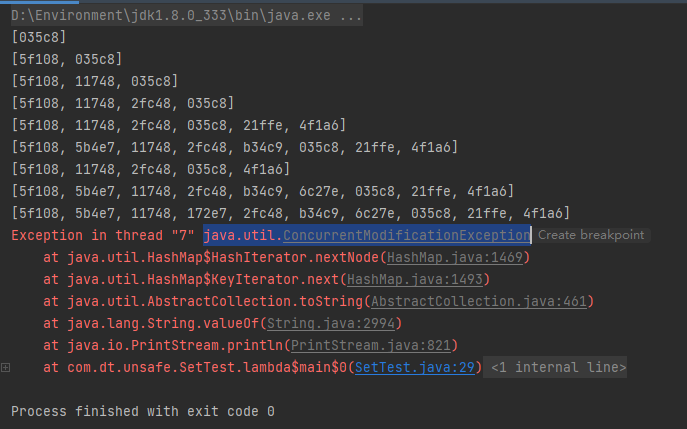 D:\Environment\jdk1.8.0_333\bin\java.exe ...
[035c8]
[5f108, 035c8]
[5f108, 11748, 035c8]
[5f108, 11748, 2fc48, 035c8]
[5f108, 11748, 2fc48, 035c8, 21ffe, 4f1a6]
[5f108, 5b4e7, 11748, 2fc48, b34c9, 035c8, 21ffe, 4f1a6]
[5f108, 11748, 2fc48, 035c8, 4f1a6]
[5f108, 5b4e7, 11748, 2fc48, b34c9, 6c27e, 035c8, 21ffe, 4f1a6]
[5f108, 5b4e7, 11748, 172e7, 2fc48, b34c9, 6c27e, 035c8, 21ffe, 4f1a6]
Exception in thread "7" java.util.ConcurrentModificationException Create breakpoint
at java.util.HashMap$HashIterator.nextNode(HashMap.java:1469)
at java.util.HashMap$KeyIterator.next(HashMap.java:1493)
at java.util.AbstractCollection.toString(AbstractCollection.java:461)
at java.lang.String.valueOf(String.java:2994)
at java.io.PrintStream.println(PrintStream.java:821)
at com.dt.unsafe.SetTest.lambda$main$0(SetTest.java:29) <1 internal line>
Process finished with exit code 0